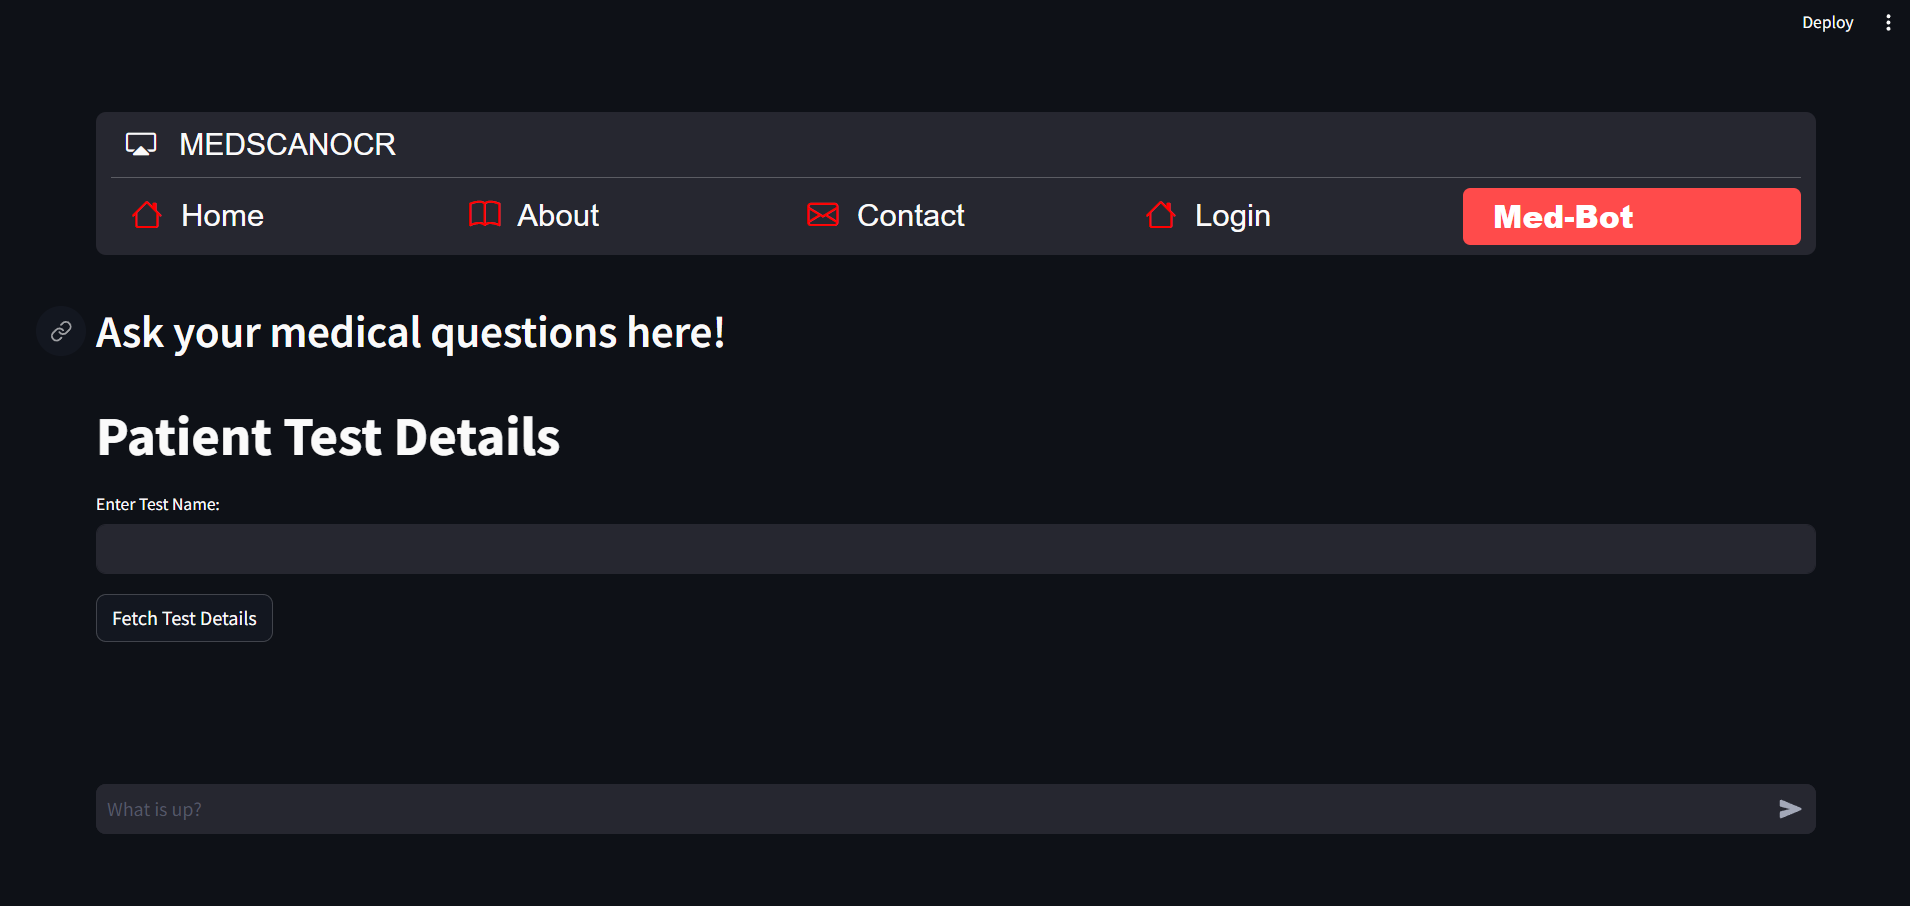 Deploy
MEDSCANOCR
Home About Contact Login Med-Bot
Ask your medical questions here!
Patient Test Details
Enter Test Name:
Fetch Test Details
What is up?